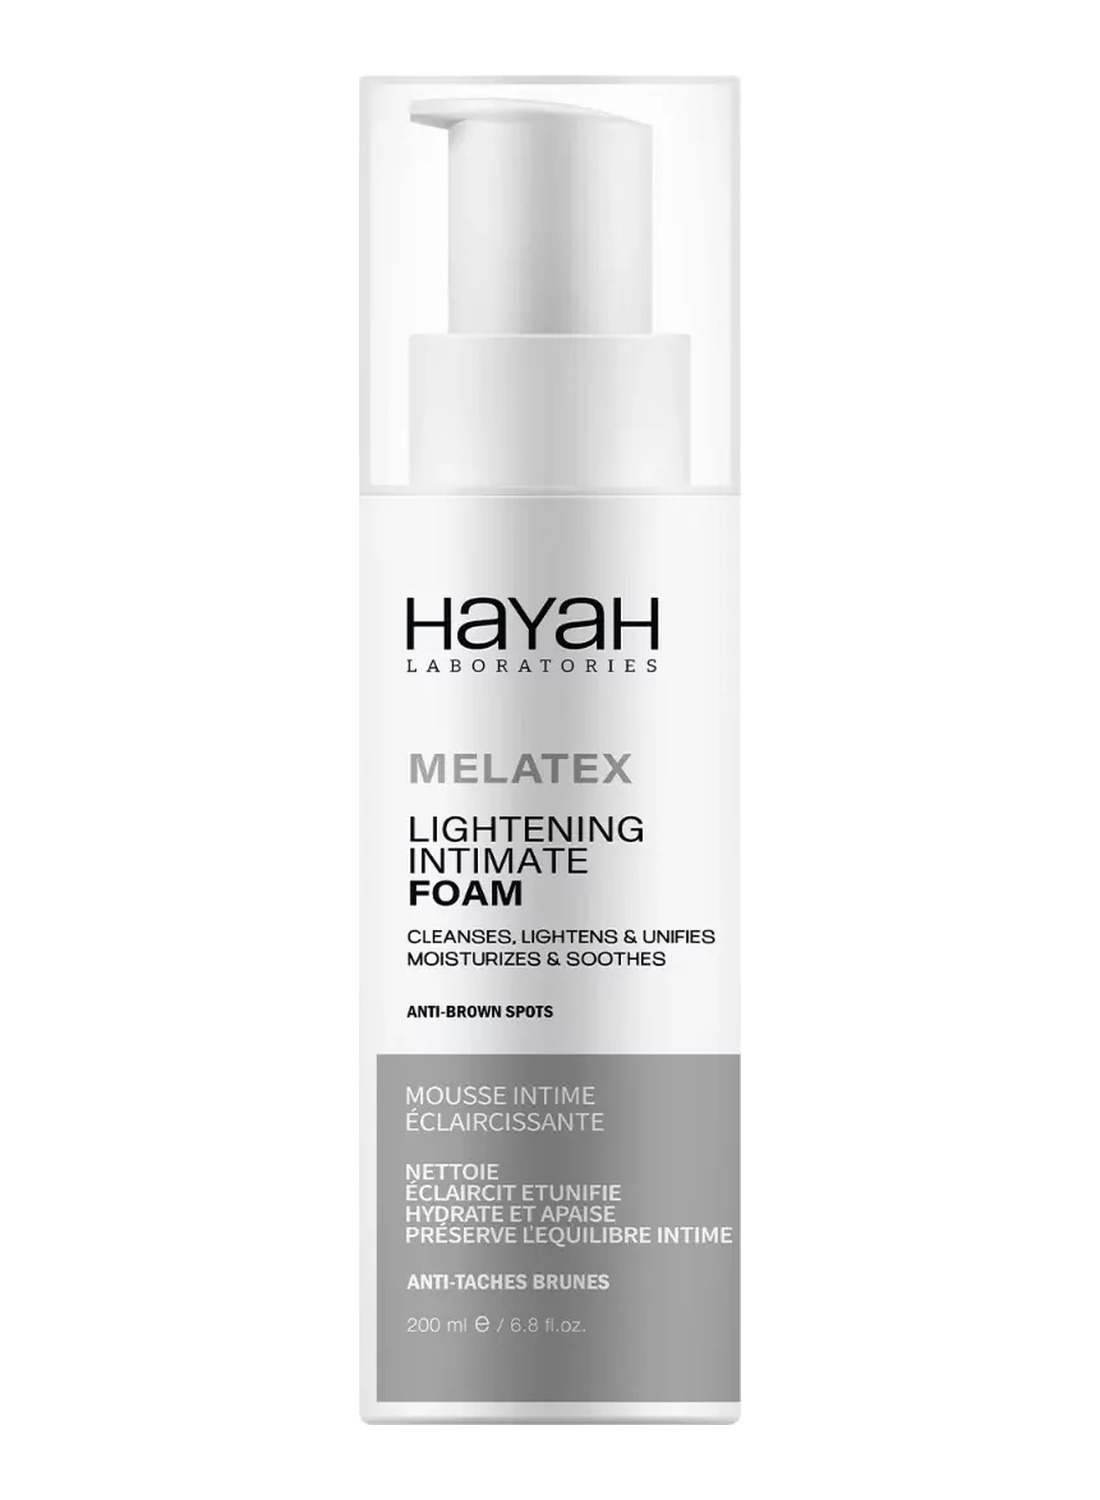 HaYaH
LABORATORIES
MELATEX
LIGHTENING
INTIMATE
FOAM
CLEANSES, LIGHTENS & UNIFIES
MOISTURIZES & SOOTHES
ANTI-BROWN SPOTS
MOUSSE INTIME
ÉCLAIRCISSANTE
NETTOIE
ÉCLAIRCIT ETUNIFIE
HYDRATE ET APAISE
PRÉSERVE L'EQUILIBRE INTIME
ANTI-TACHES BRUNES
200 ml e / 6.8 fl.oz.